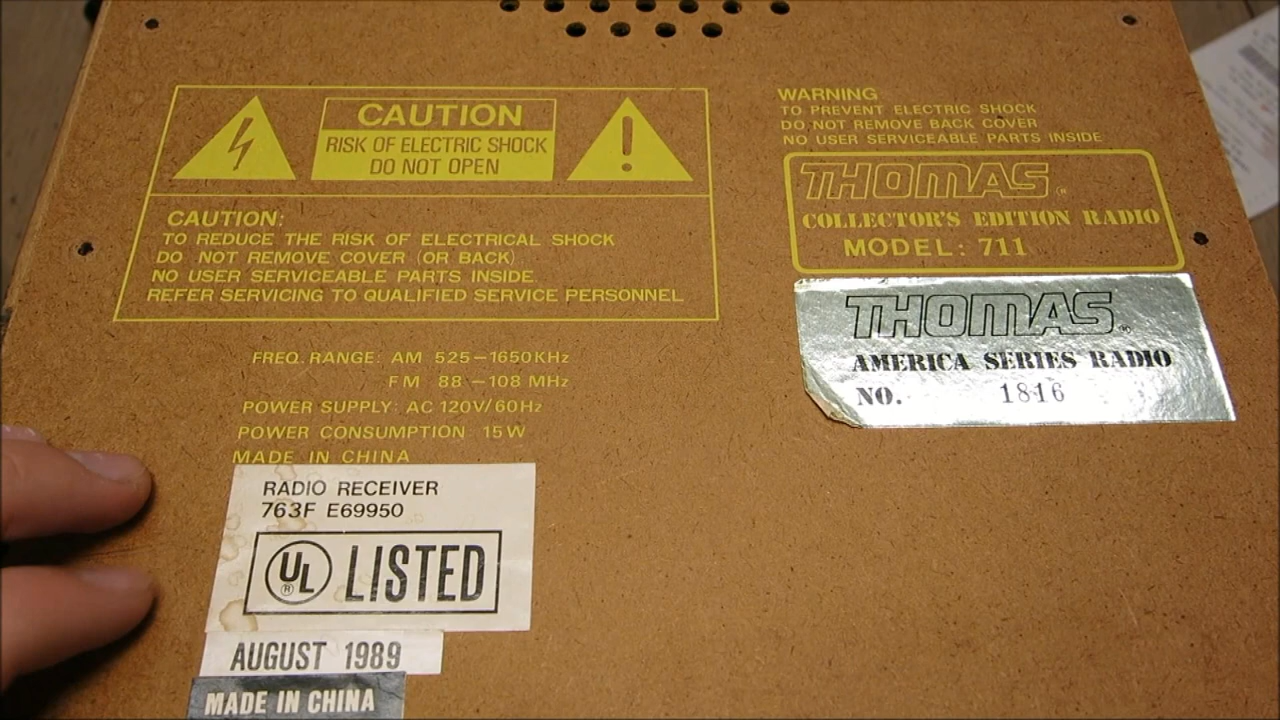 CAUTION
RISK OF ELECTRIC SHOCK
DO NOT OPEN
CAUTION:
TO REDUCE THE RISK OF ELECTRICAL SHOCK
DO NOT REMOVE COVER (OR BACK)
NO USER SERVICEABLE PARTS INSIDE
REFER SERVICING TO QUALIFIED SERVICE PERSONNEL
WARNING
TO PREVENT ELECTRIC SHOCK
DO NOT REMOVE BACK COVER
NO USER SERVICEABLE PARTS INSIDE
THOMAS®
COLLECTOR'S EDITION RADIO
MODEL: 711
THOMAS®
AMERICA SERIES RADIO
NO. 1816
FREQ. RANGE: AM 525-1650KHz
FM 88-108 MHz
POWER SUPPLY: AC 120V/60Hz
POWER CONSUMPTION 15W
MADE IN CHINA
RADIO RECEIVER
763F E69950
UL® LISTED
AUGUST 1989
MADE IN CHINA